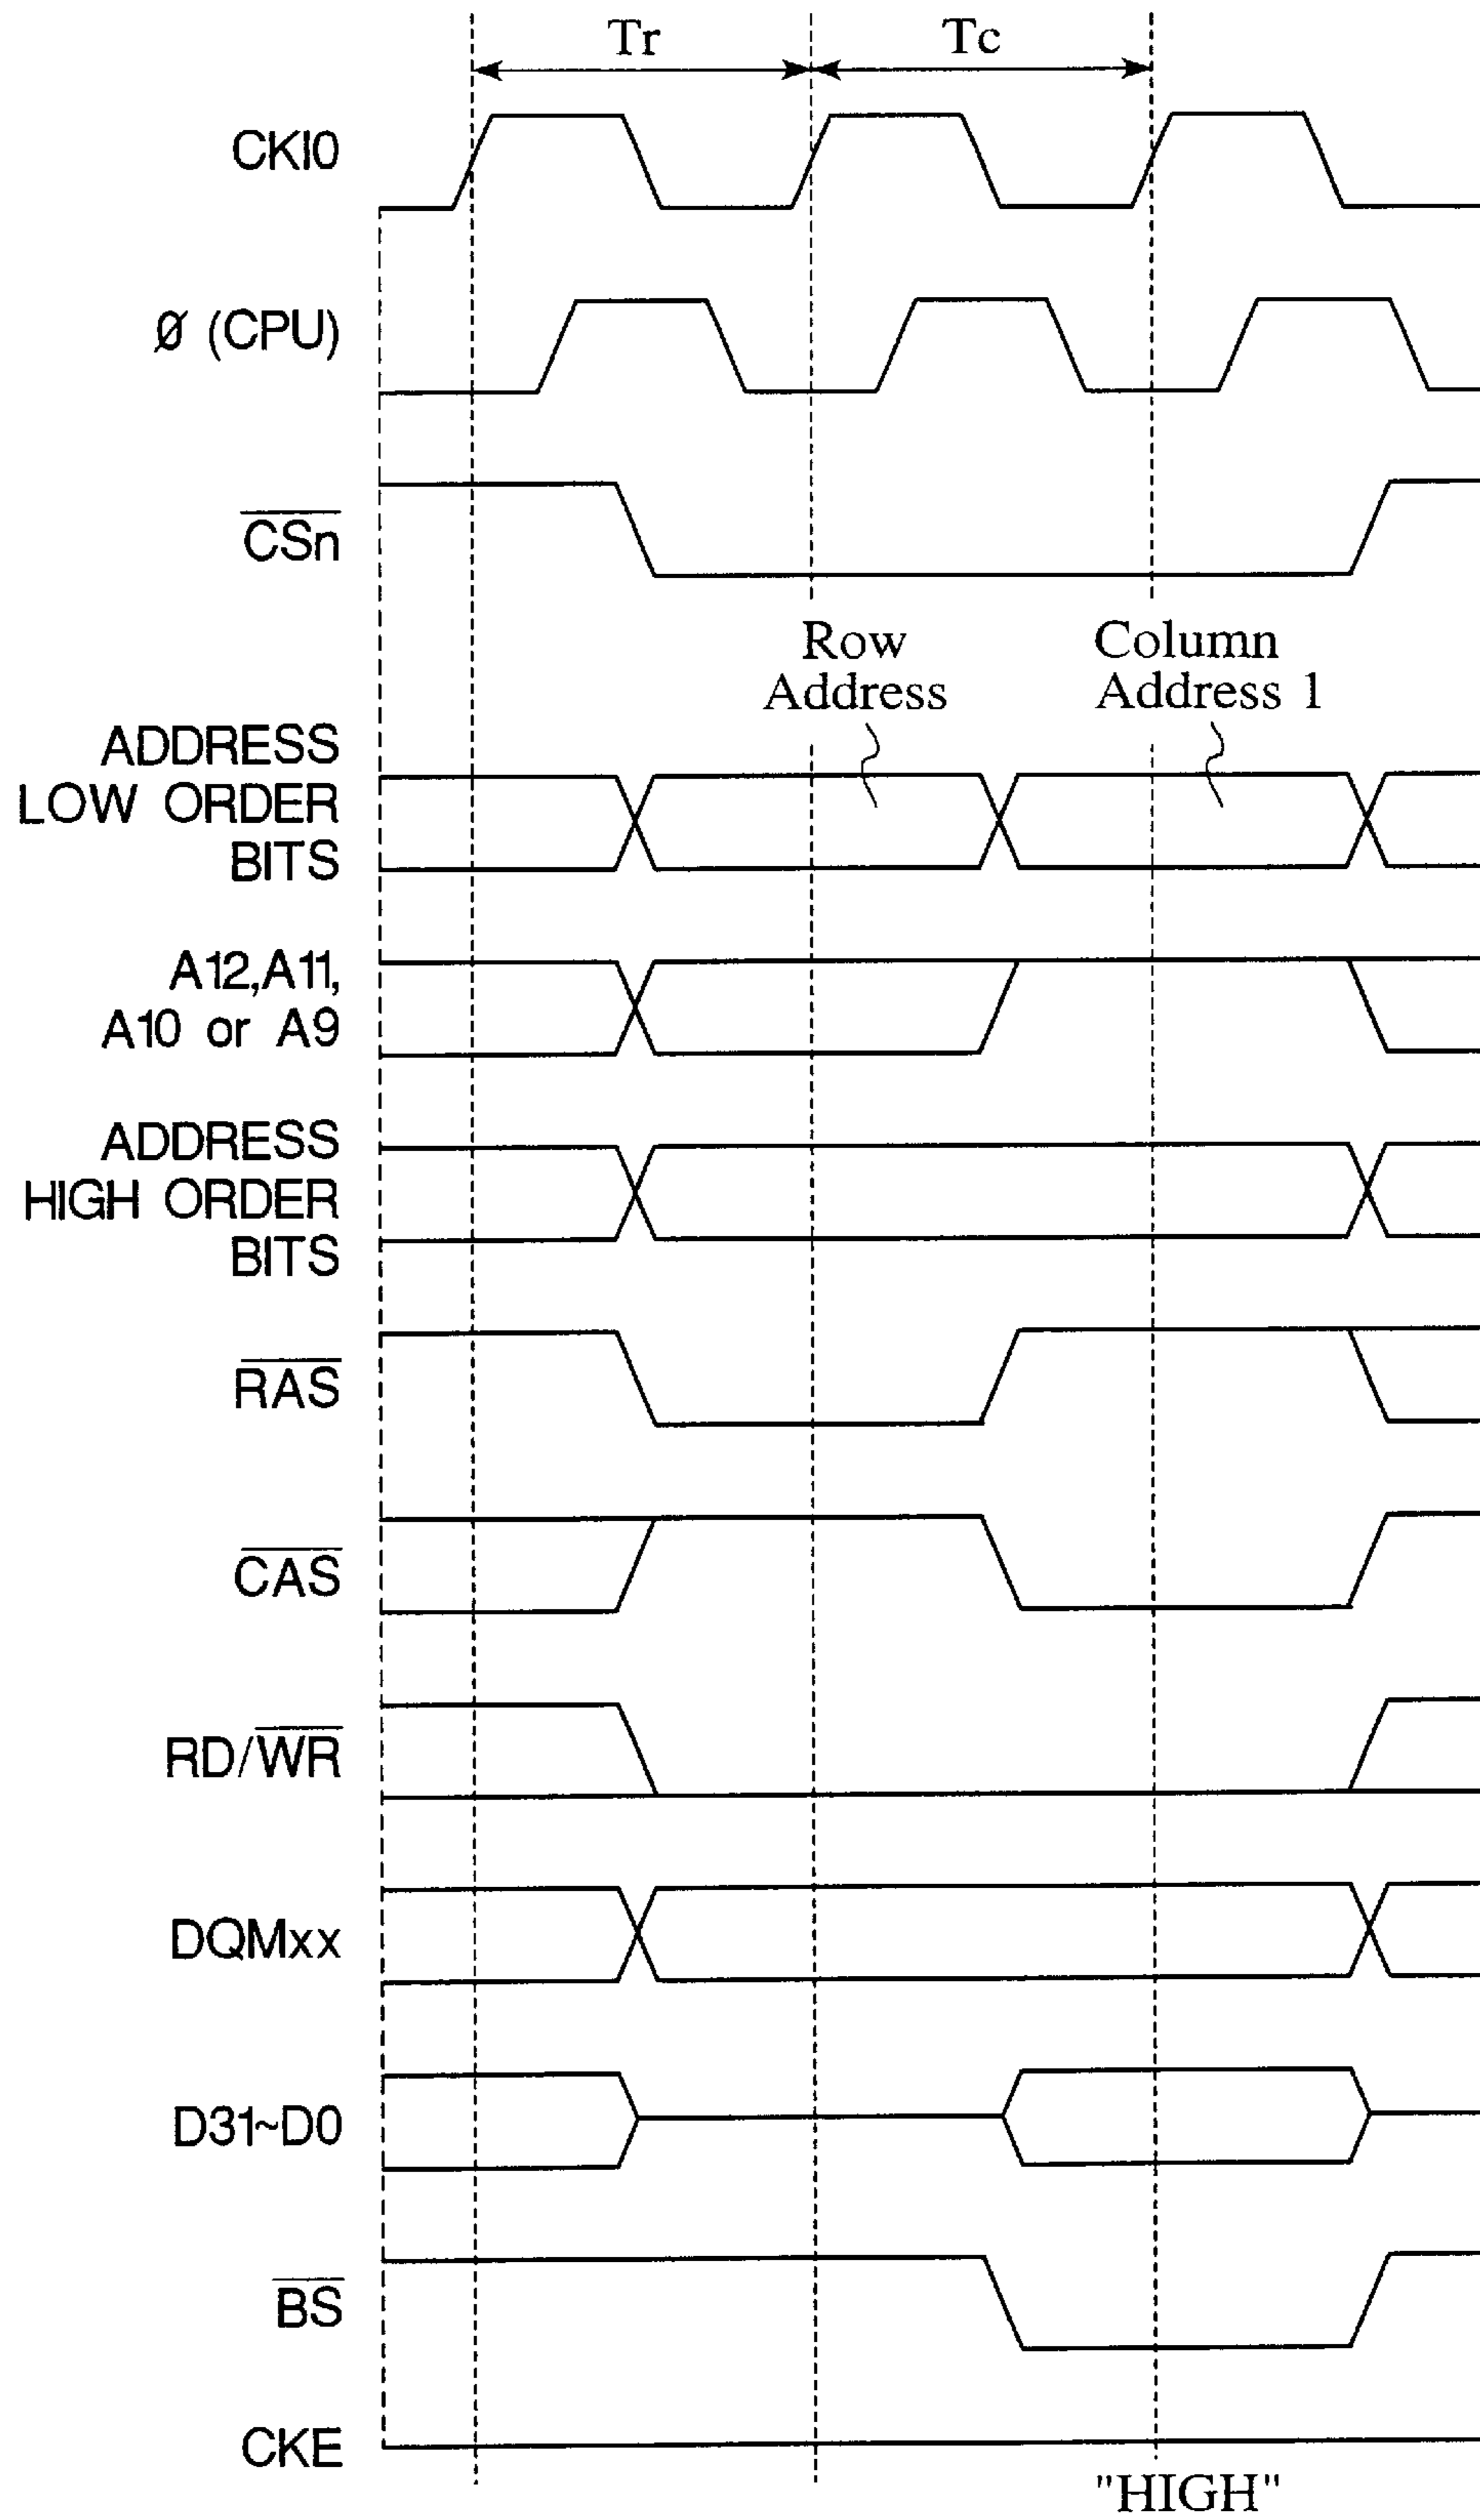 Tr
Tc
CKIO
Ø (CPU)
CSn
Row
Address
Column
Address 1
ADDRESS
LOW ORDER
BITS
A12,A11,
A10 or A9
ADDRESS
HIGH ORDER
BITS
RAS
CAS
RD/WR
DQMxx
D31~D0
BS
CKE
"HIGH"